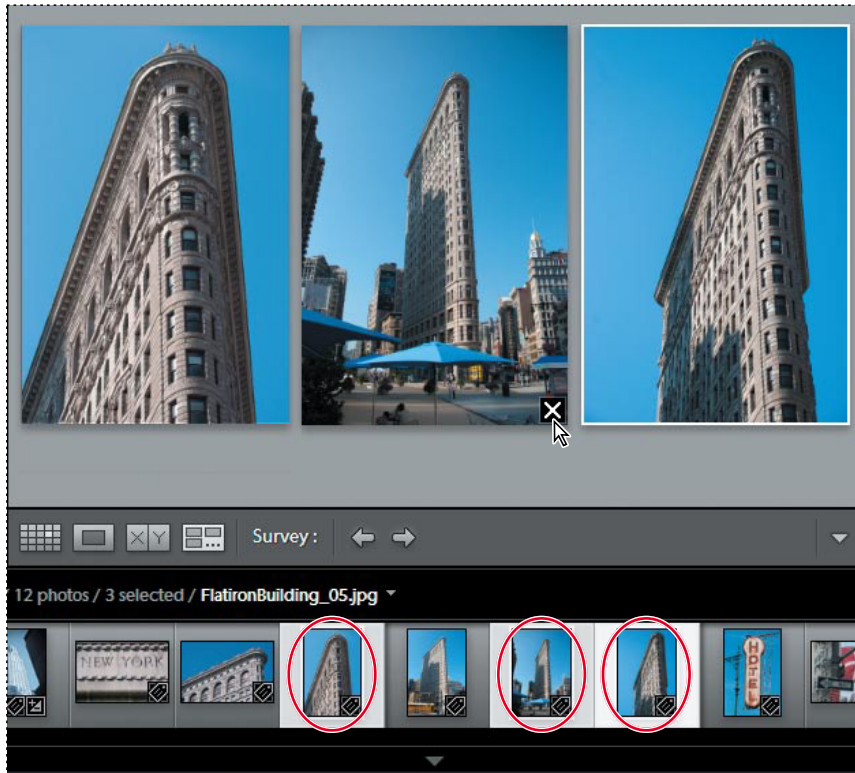 X Y
Survey :
/ 12 photos / 3 selected / FlatironBuilding_05.jpg
NEW YORK
HOTEL